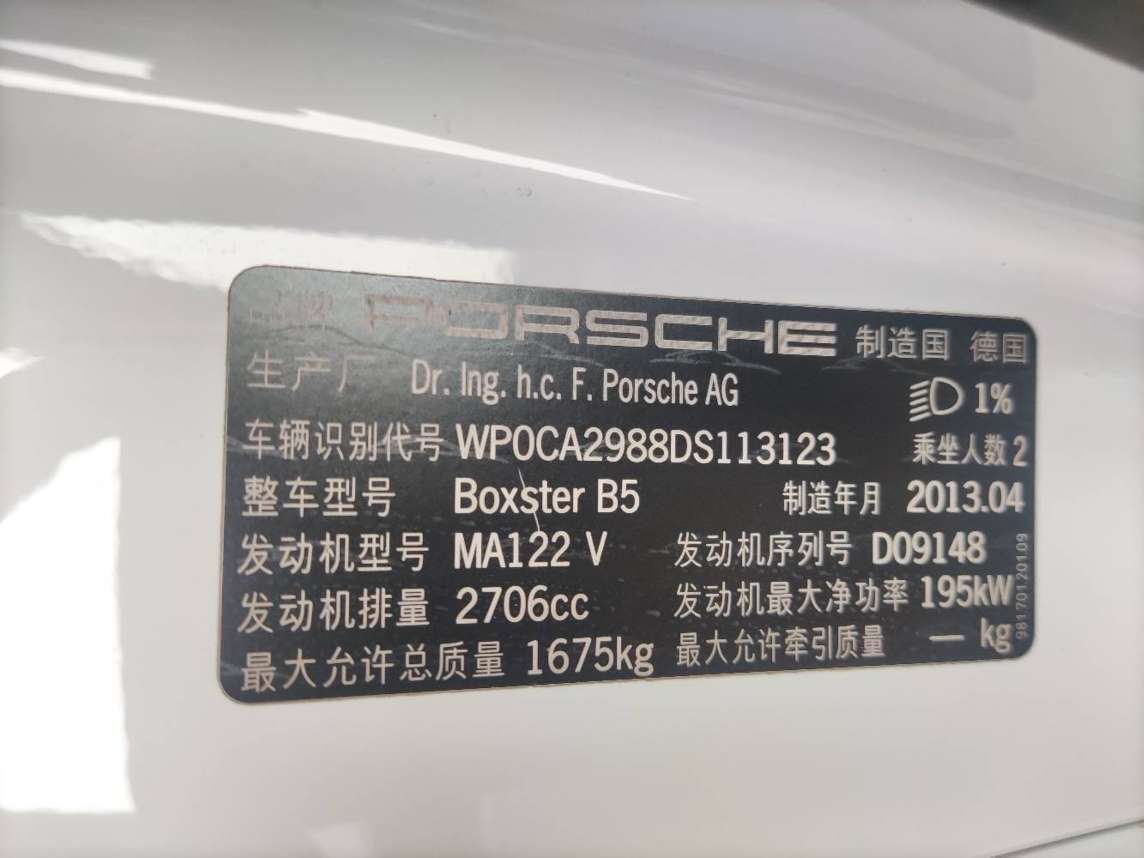 品牌 PORSCHE 制造国 德国
生产厂 Dr. Ing. h.c. F. Porsche AG 1%
车辆识别代号 WP0CA2988DS113123 乘坐人数 2
整车型号 Boxster B5 制造年月 2013.04
发动机型号 MA122 V 发动机序列号 D09148
发动机排量 2706cc 发动机最大净功率 195kW
最大允许总质量 1675kg 最大允许牵引质量 — kg
98170120109